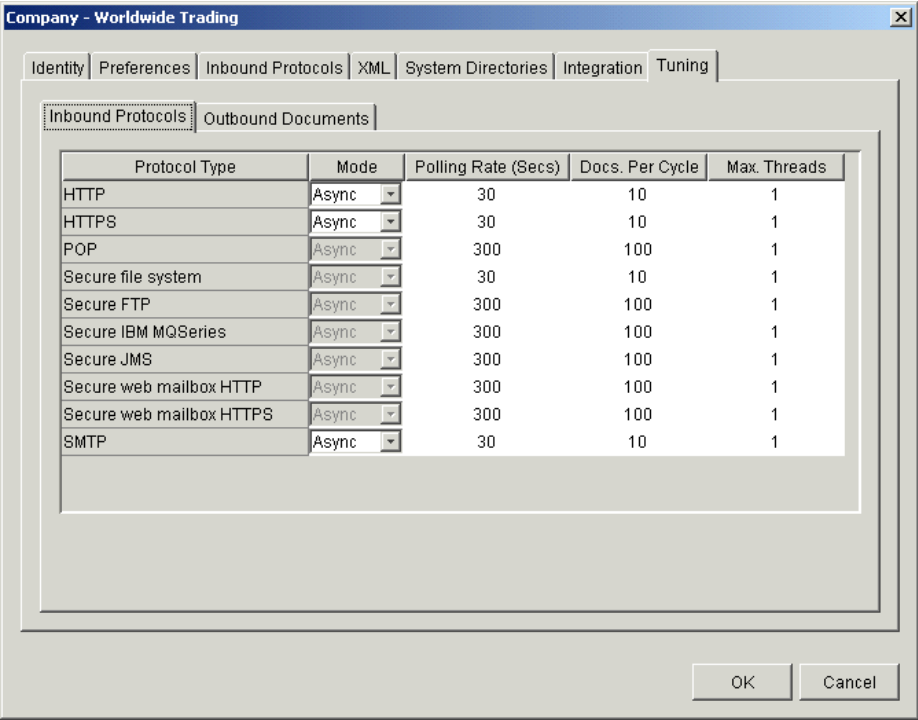 Company - Worldwide Trading
Identity Preferences Inbound Protocols XML System Directories Integration Tuning
Inbound Protocols Outbound Documents
Protocol Type Mode Polling Rate (Secs) Docs. Per Cycle Max. Threads
HTTP Async 30 10 1
HTTPS Async 30 10 1
POP Async 300 100 1
Secure file system Async 30 10 1
Secure FTP Async 300 100 1
Secure IBM MQSeries Async 300 100 1
Secure JMS Async 300 100 1
Secure web mailbox HTTP Async 300 100 1
Secure web mailbox HTTPS Async 300 100 1
SMTP Async 30 10 1
OK Cancel